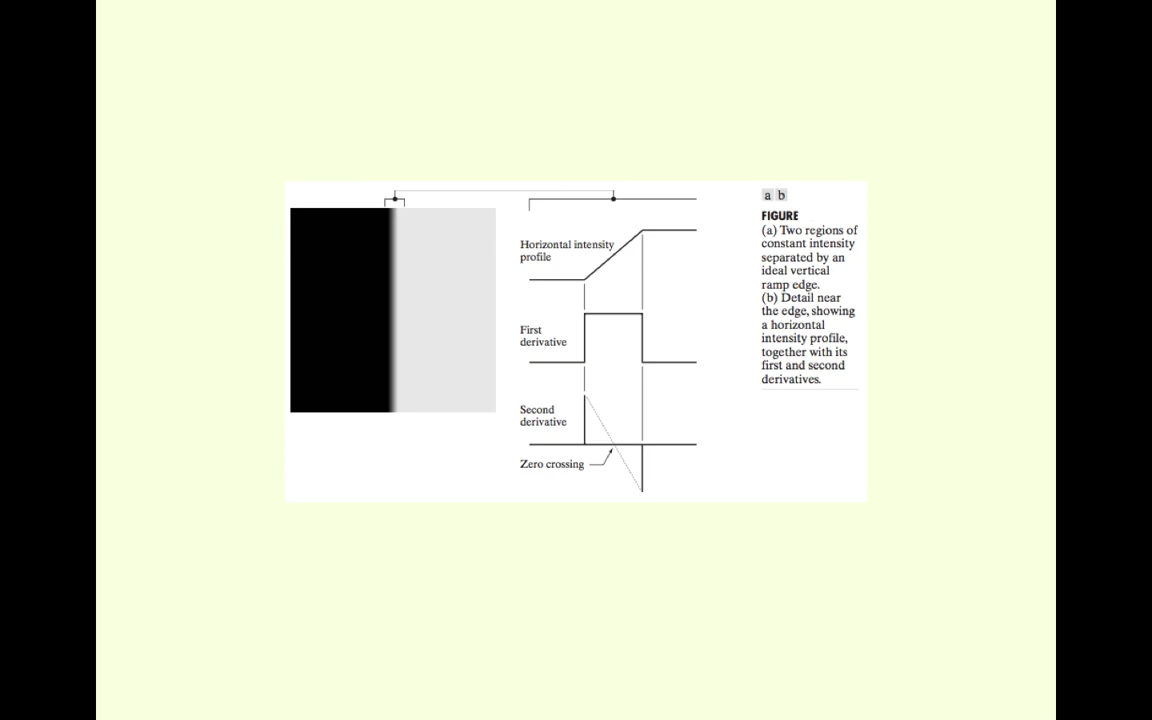 Horizontal intensity
profile
First
derivative
Second
derivative
Zero crossing
a b
FIGURE
(a) Two regions of
constant intensity
separated by an
ideal vertical
ramp edge.
(b) Detail near
the edge, showing
a horizontal
intensity profile,
together with its
first and second
derivatives.